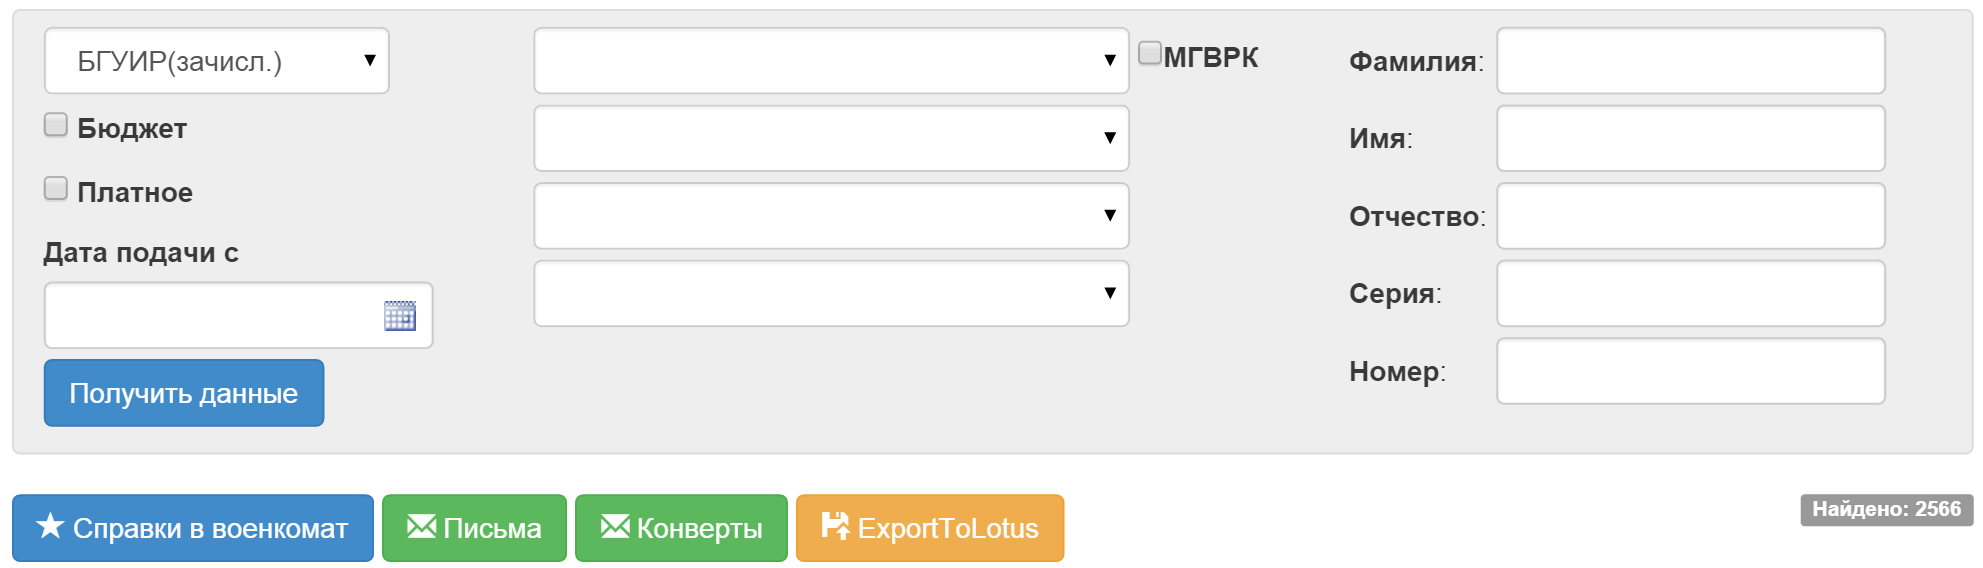 БГУИР(зачисл.)
МГВРК
Фамилия:
Бюджет
Имя:
Платное
Отчество:
Дата подачи с
Серия:
Номер:
Получить данные
Справки в военкомат
Письма
Конверты
ExportToLotus
Найдено: 2566